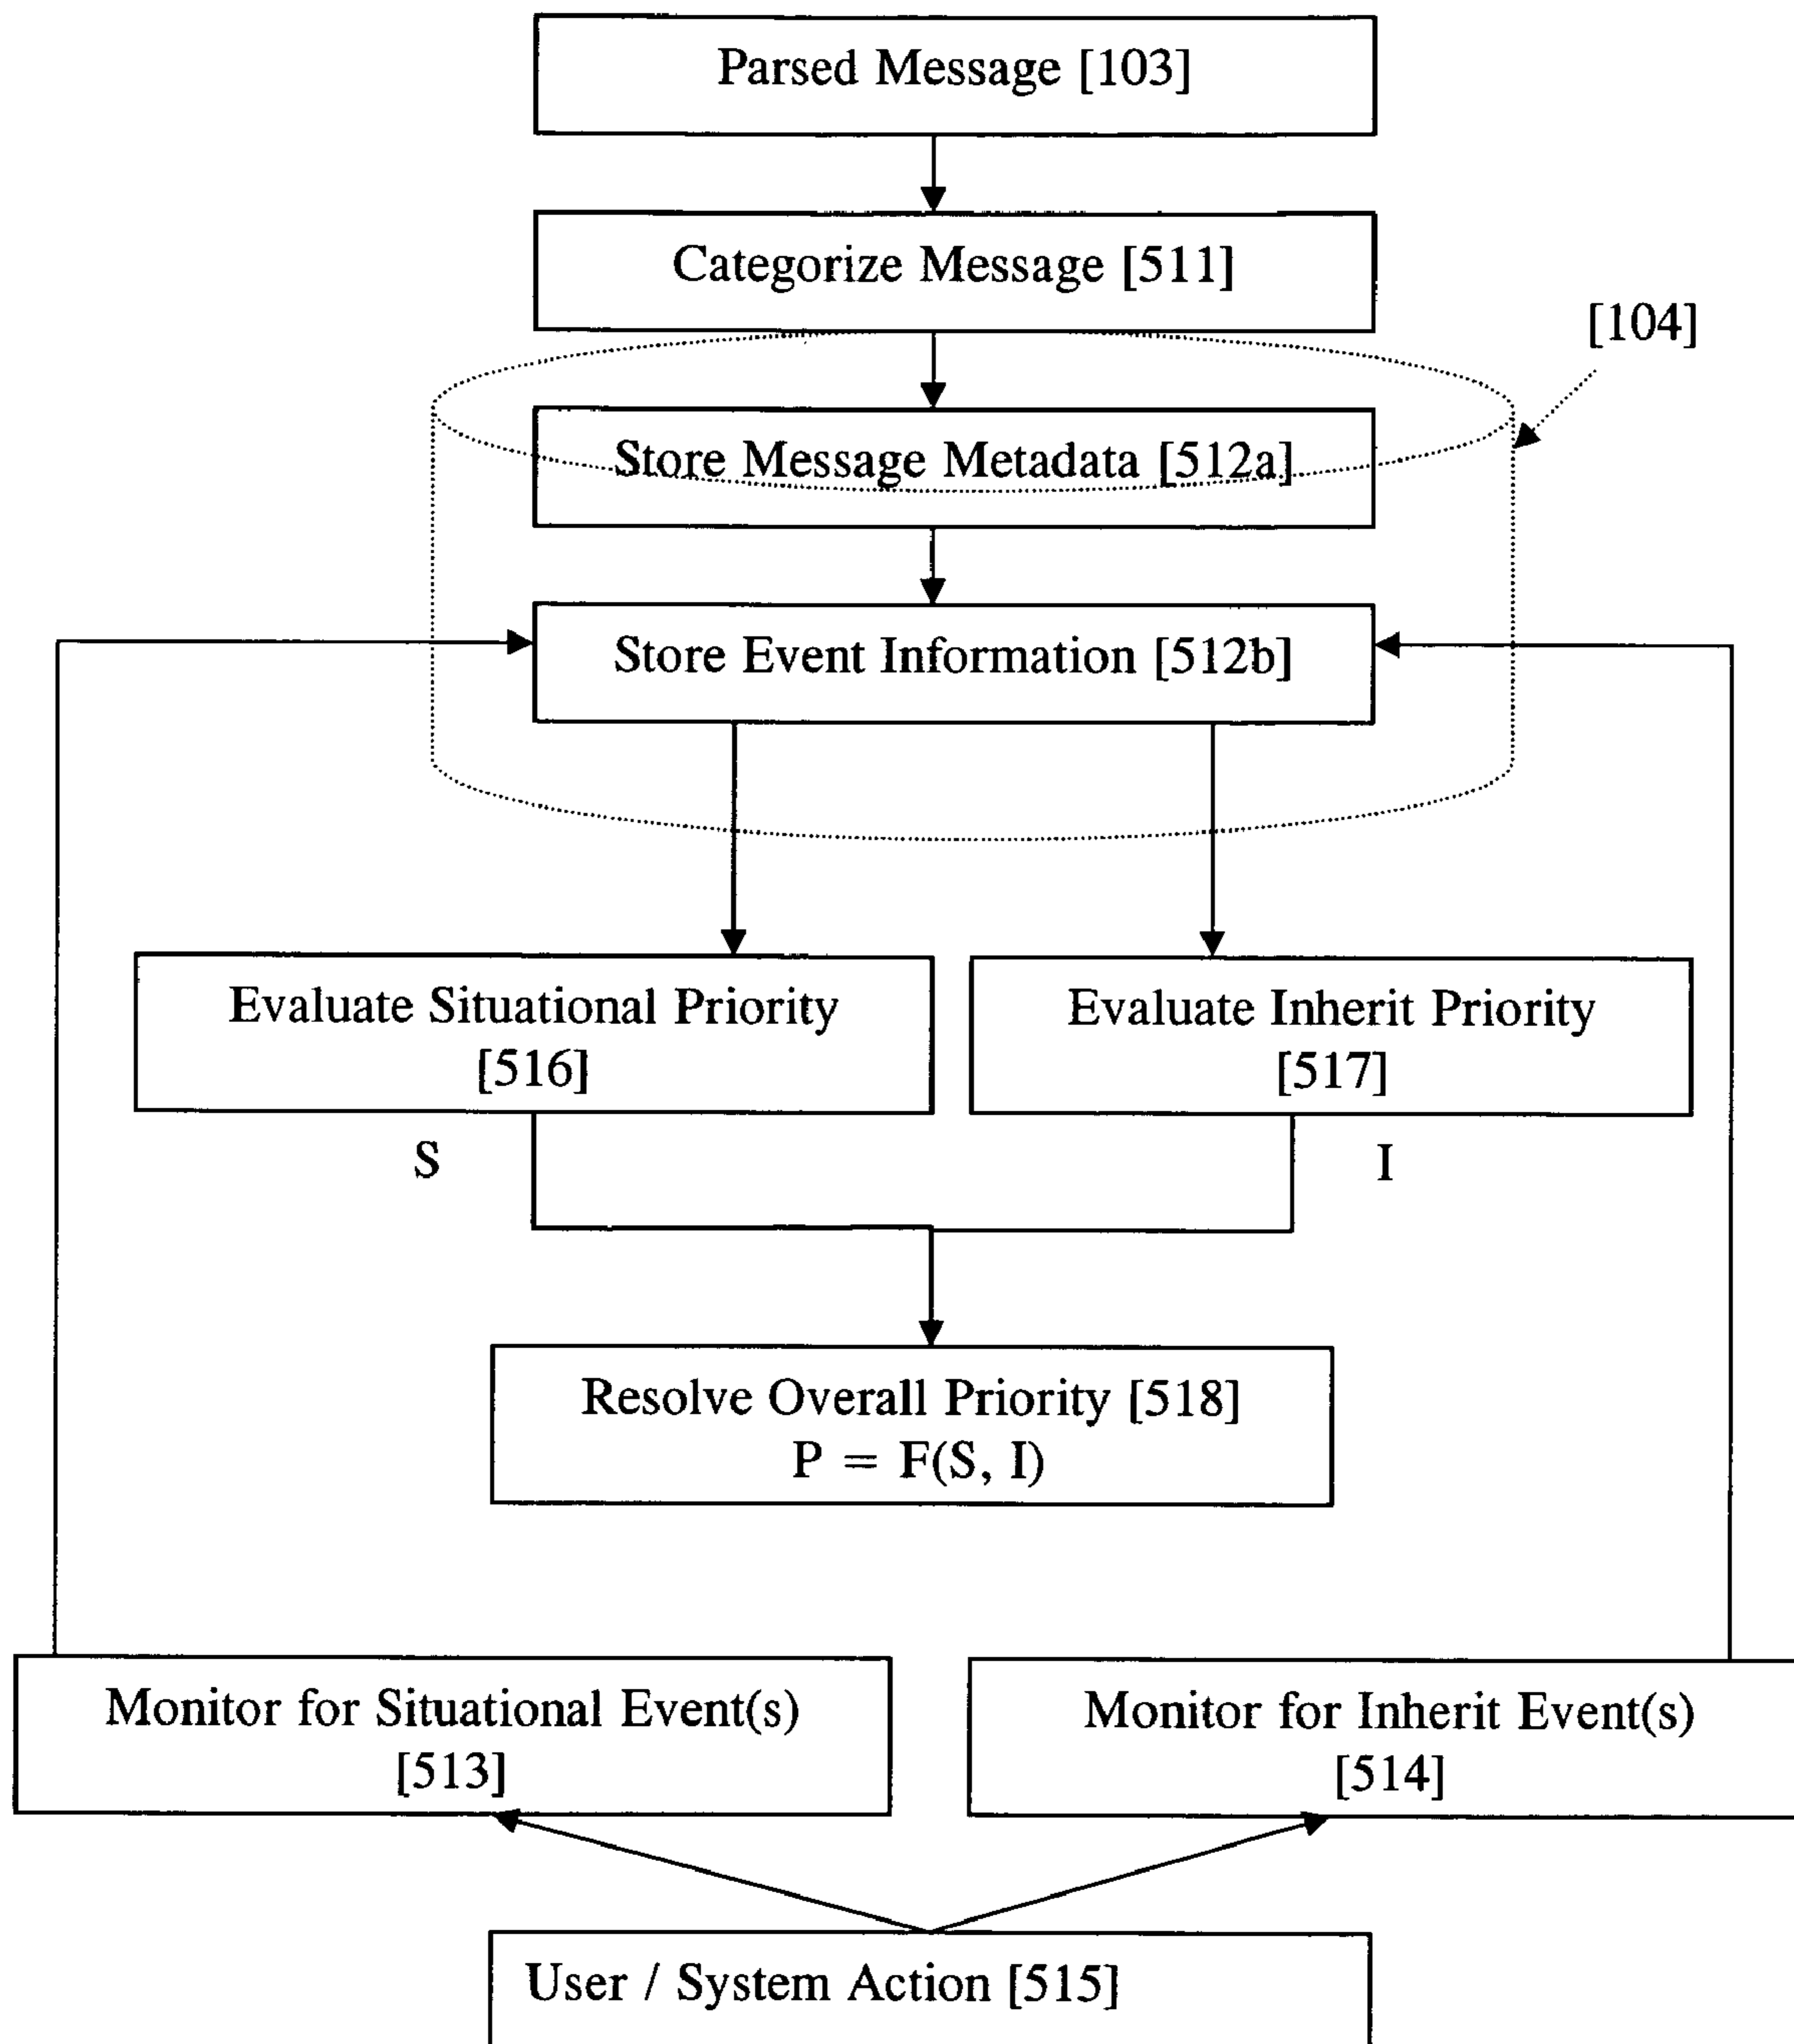 Parsed Message [103]
Categorize Message [511]
[104]
Store Message Metadata [512a]
Store Event Information [512b]
Evaluate Situational Priority
[516]
Evaluate Inherit Priority
[517]
S
I
Resolve Overall Priority [518]
P = F(S, I)
Monitor for Situational Event(s)
[513]
Monitor for Inherit Event(s)
[514]
User / System Action [515]